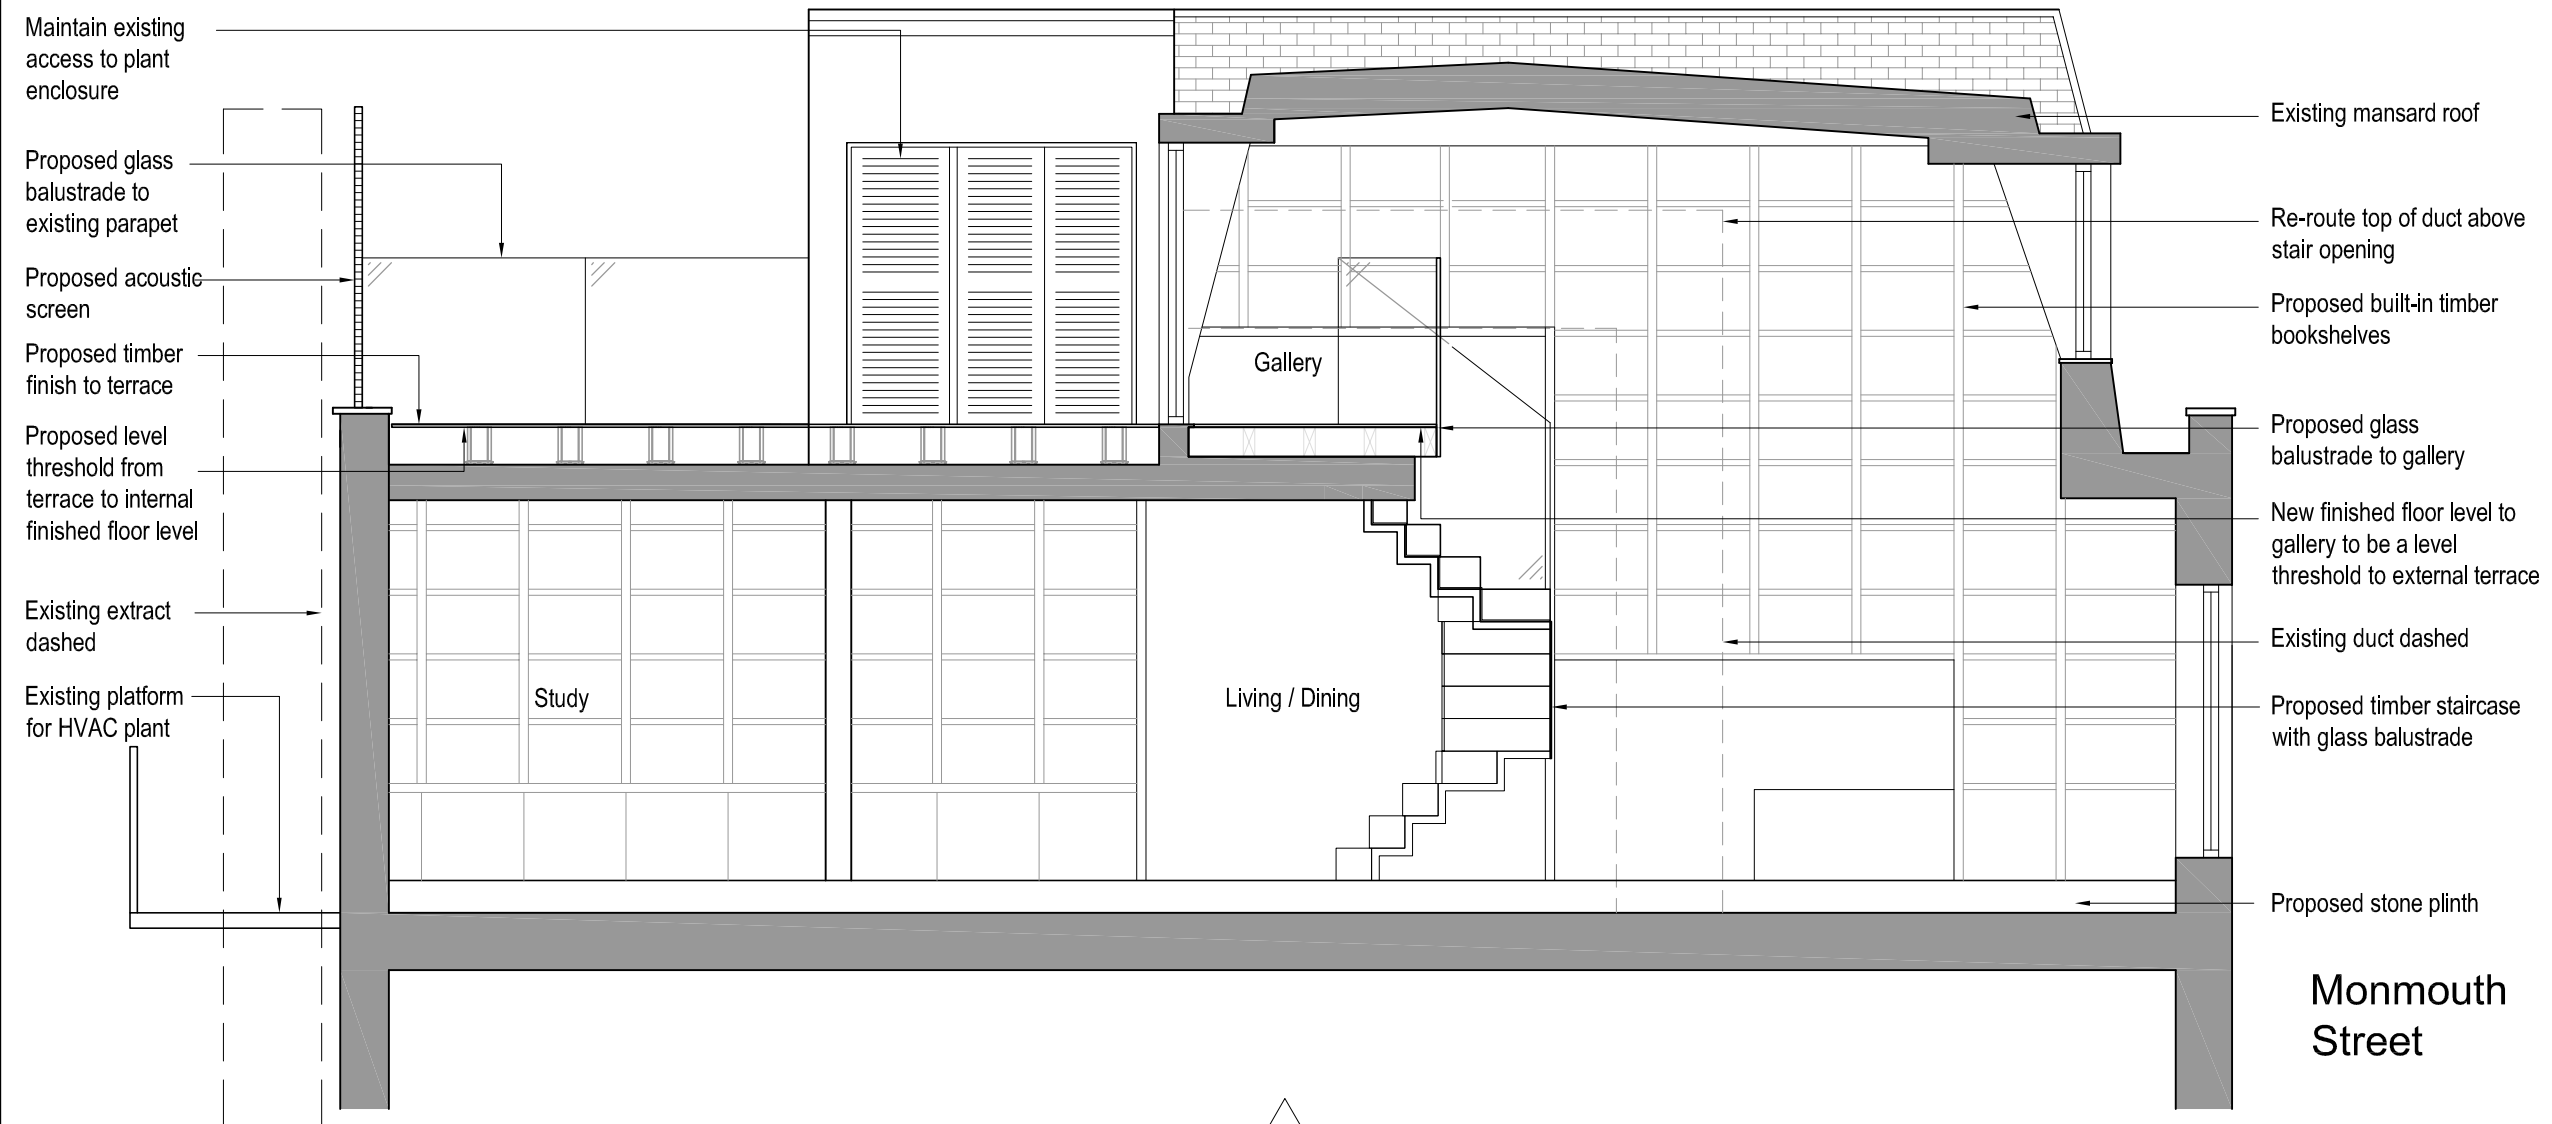 Maintain existing
access to plant
enclosure
Proposed glass
balustrade to
existing parapet
Proposed acoustic
screen
Proposed timber
finish to terrace
Proposed level
threshold from
terrace to internal
finished floor level
Existing extract
dashed
Existing platform
for HVAC plant
Gallery
Study
Living / Dining
Existing mansard roof
Re-route top of duct above
stair opening
Proposed built-in timber
bookshelves
Proposed glass
balustrade to gallery
New finished floor level to
gallery to be a level
threshold to external terrace
Existing duct dashed
Proposed timber staircase
with glass balustrade
Proposed stone plinth
Monmouth
Street